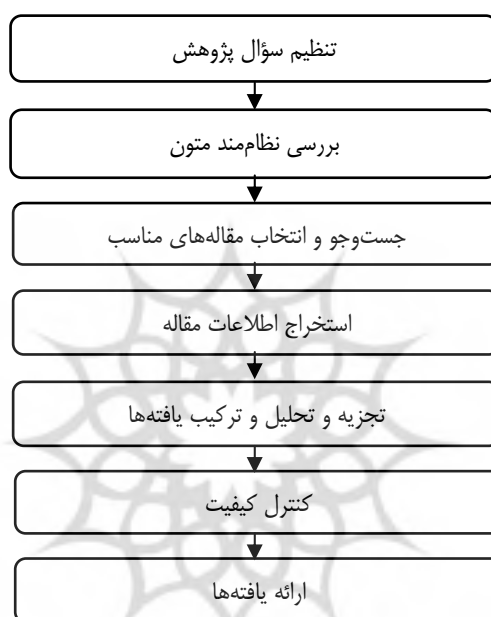 تنظیم سؤال پژوهش
بررسی نظام‌مند متون
جست‌وجو و انتخاب مقاله‌های مناسب
استخراج اطلاعات مقاله
تجزیه و تحلیل و ترکیب یافته‌ها
کنترل کیفیت
ارائه یافته‌ها